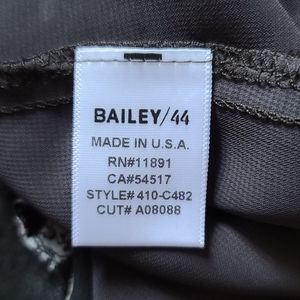 BAILEY/44
MADE IN U.S.A.
RN#11891
CA#54517
STYLE# 410-C482
CUT# A08088